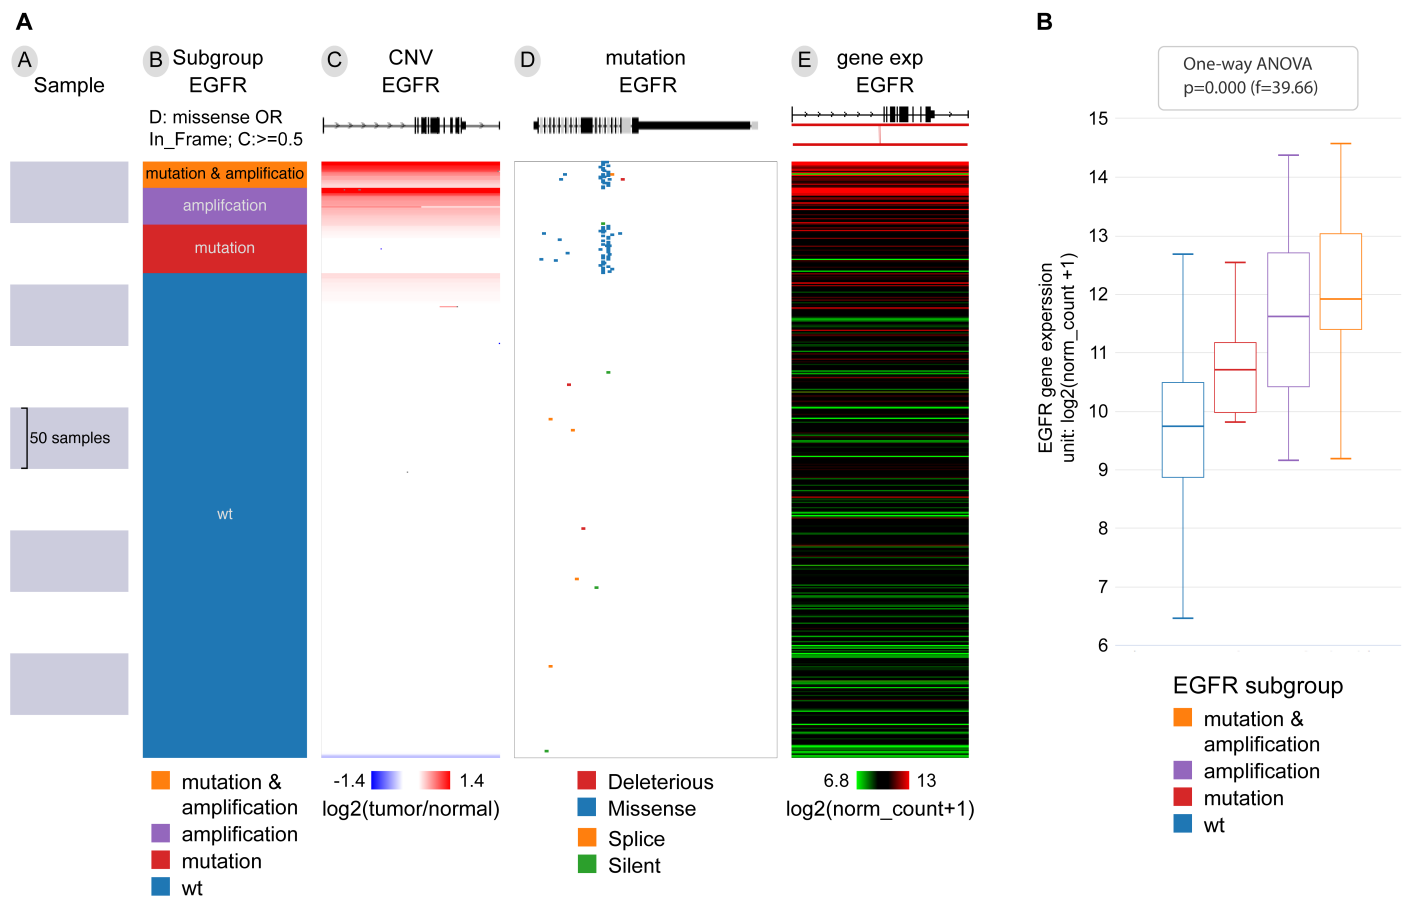 A
B
A
Sample
B
Subgroup
EGFR
D: missense OR
In_Frame; C:>=0.5
C
CNV
EGFR
D
mutation
EGFR
E
gene exp
EGFR
mutation & amplificatio
amplifcation
mutation
wt
50 samples
mutation &
amplification
amplification
mutation
wt
-1.4
1.4
log2(tumor/normal)
Deleterious
Missense
Splice
Silent
6.8
13
log2(norm_count+1)
One-way ANOVA
p=0.000 (f=39.66)
EGFR gene experssion
unit: log2(norm_count +1)
15
14
13
12
11
10
9
8
7
6
EGFR subgroup
mutation &
amplification
amplification
mutation
wt